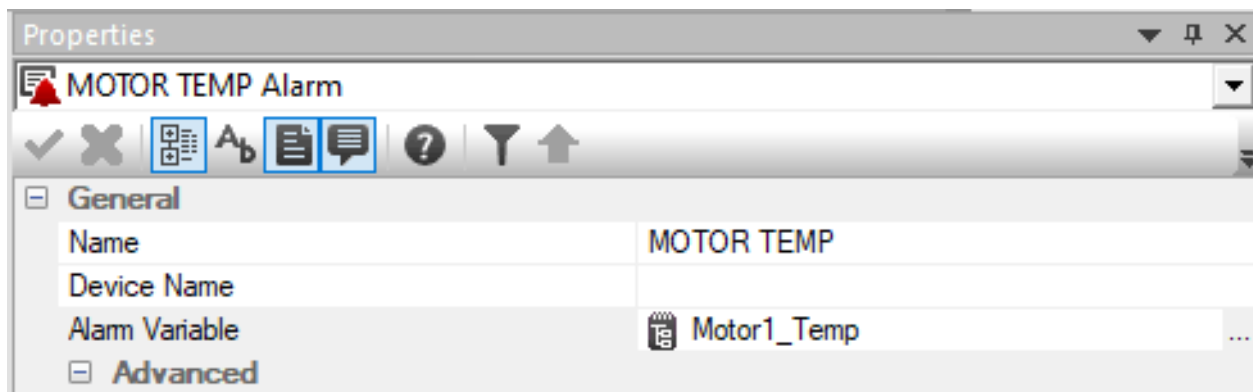 Properties
MOTOR TEMP Alarm
General
Name MOTOR TEMP
Device Name
Alarm Variable Motor1_Temp ...
Advanced